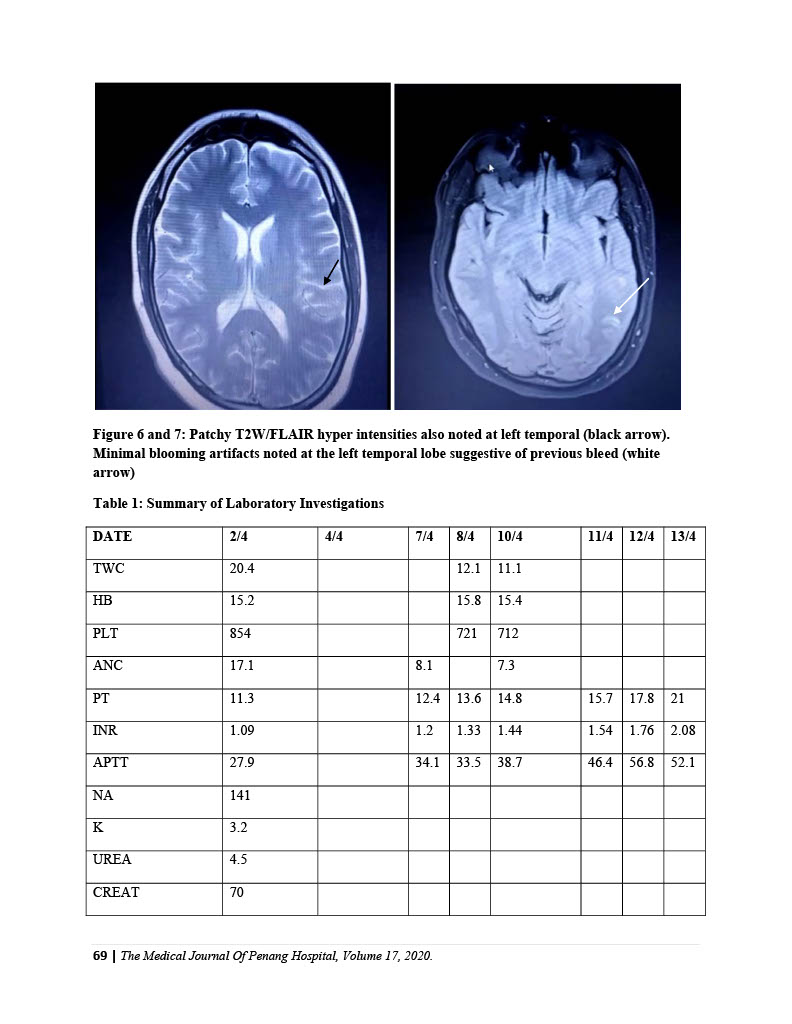 Figure 6 and 7: Patchy T2W/FLAIR hyper intensities also noted at left temporal (black arrow).
Minimal blooming artifacts noted at the left temporal lobe suggestive of previous bleed (white
arrow)
Table 1: Summary of Laboratory Investigations
DATE 2/4 4/4 7/4 8/4 10/4 11/4 12/4 13/4
TWC 20.4 12.1 11.1
HB 15.2 15.8 15.4
PLT 854 721 712
ANC 17.1 8.1 7.3
PT 11.3 12.4 13.6 14.8 15.7 17.8 21
INR 1.09 1.2 1.33 1.44 1.54 1.76 2.08
APTT 27.9 34.1 33.5 38.7 46.4 56.8 52.1
NA 141
K 3.2
UREA 4.5
CREAT 70
69 | The Medical Journal Of Penang Hospital, Volume 17, 2020.